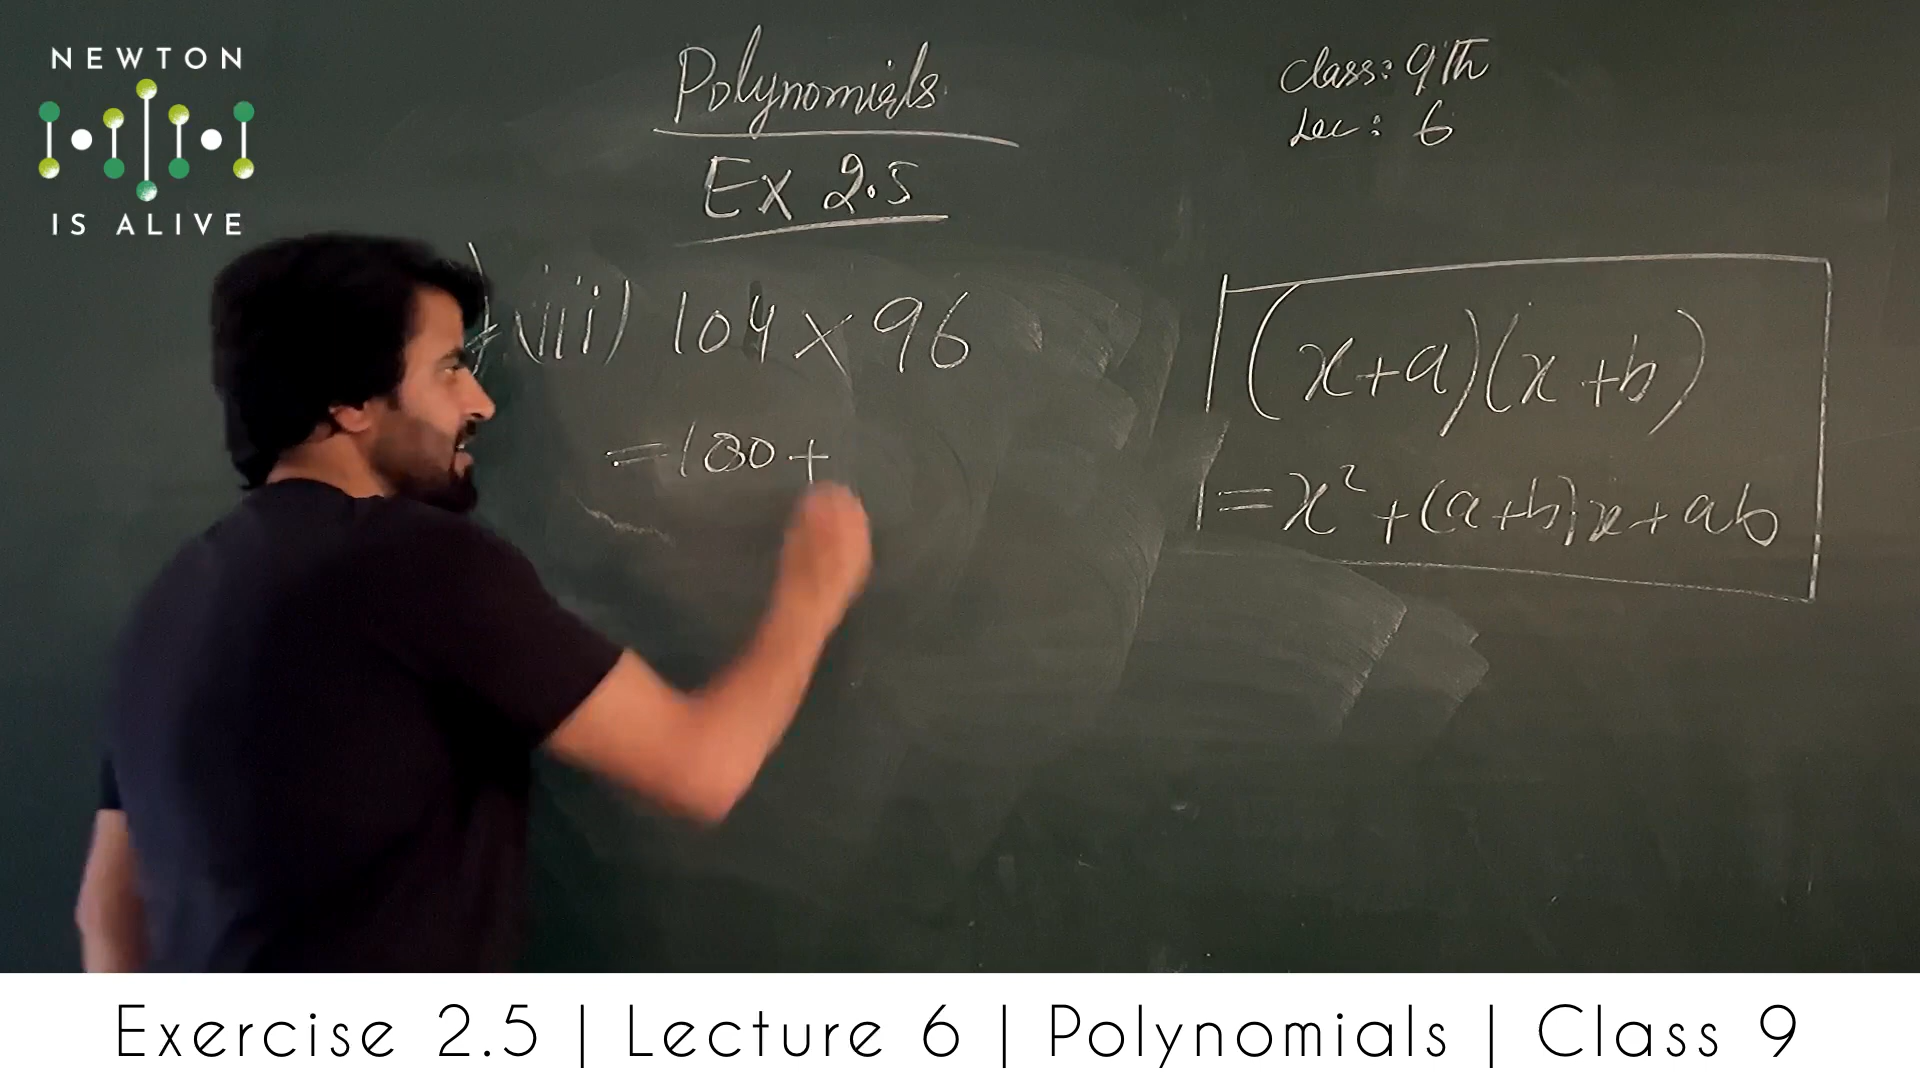 NEWTON
IS ALIVE
Polynomials
Ex 2.5
class: 9th
Lec: 6
viii) 104 × 96
= 100 +
(x+a)(x+b)
= x² + (a+b)x + ab
Exercise 2.5 | Lecture 6 | Polynomials | Class 9